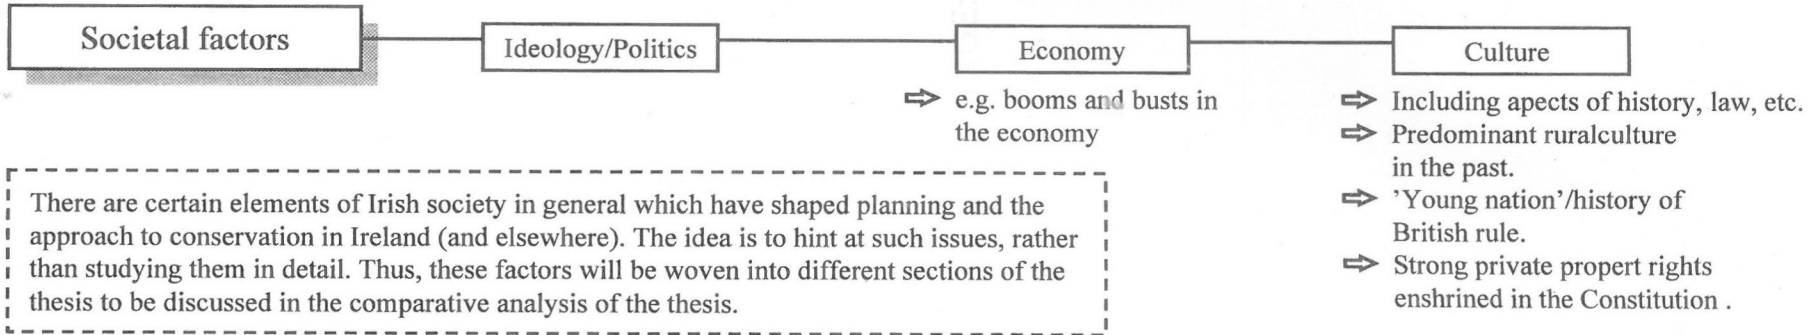 Societal factors
Ideology/Politics
Economy
Culture
e.g. booms and busts in
the economy
Including apects of history, law, etc.
Predominant ruralculture
in the past.
’Young nation’/history of
British rule.
Strong private propert rights
enshrined in the Constitution .
There are certain elements of Irish society in general which have shaped planning and the
approach to conservation in Ireland (and elsewhere). The idea is to hint at such issues, rather
than studying them in detail. Thus, these factors will be woven into different sections of the
thesis to be discussed in the comparative analysis of the thesis.